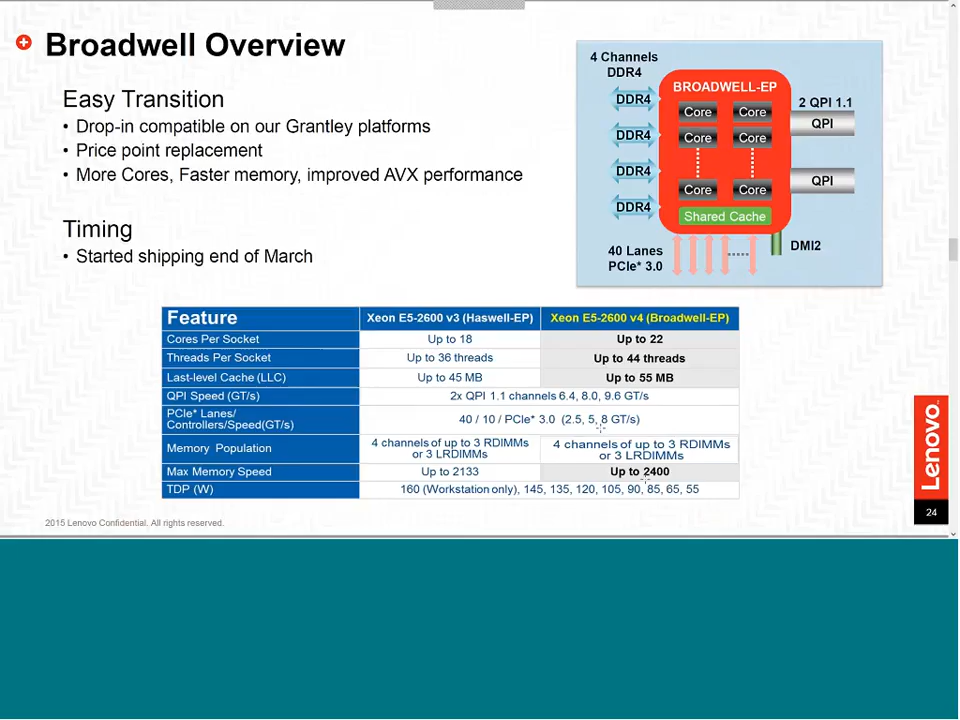 Broadwell Overview
Easy Transition
• Drop-in compatible on our Grantley platforms
• Price point replacement
• More Cores, Faster memory, improved AVX performance
Timing
• Started shipping end of March
4 Channels
DDR4
DDR4
DDR4
DDR4
DDR4
BROADWELL-EP
Core Core
Core Core
Core Core
Shared Cache
2 QPI 1.1
QPI
QPI
DMI2
40 Lanes
PCIe* 3.0
Feature Xeon E5-2600 v3 (Haswell-EP) Xeon E5-2600 v4 (Broadwell-EP)
Cores Per Socket Up to 18 Up to 22
Threads Per Socket Up to 36 threads Up to 44 threads
Last-level Cache (LLC) Up to 45 MB Up to 55 MB
QPI Speed (GT/s) 2x QPI 1.1 channels 6.4, 8.0, 9.6 GT/s
PCIe* Lanes/
Controllers/Speed(GT/s) 40 / 10 / PCIe* 3.0 (2.5, 5, 8 GT/s)
Memory Population 4 channels of up to 3 RDIMMs
or 3 LRDIMMs 4 channels of up to 3 RDIMMs
or 3 LRDIMMs
Max Memory Speed Up to 2133 Up to 2400
TDP (W) 160 (Workstation only), 145, 135, 120, 105, 90, 85, 65, 55
Lenovo
24
2015 Lenovo Confidential. All rights reserved.